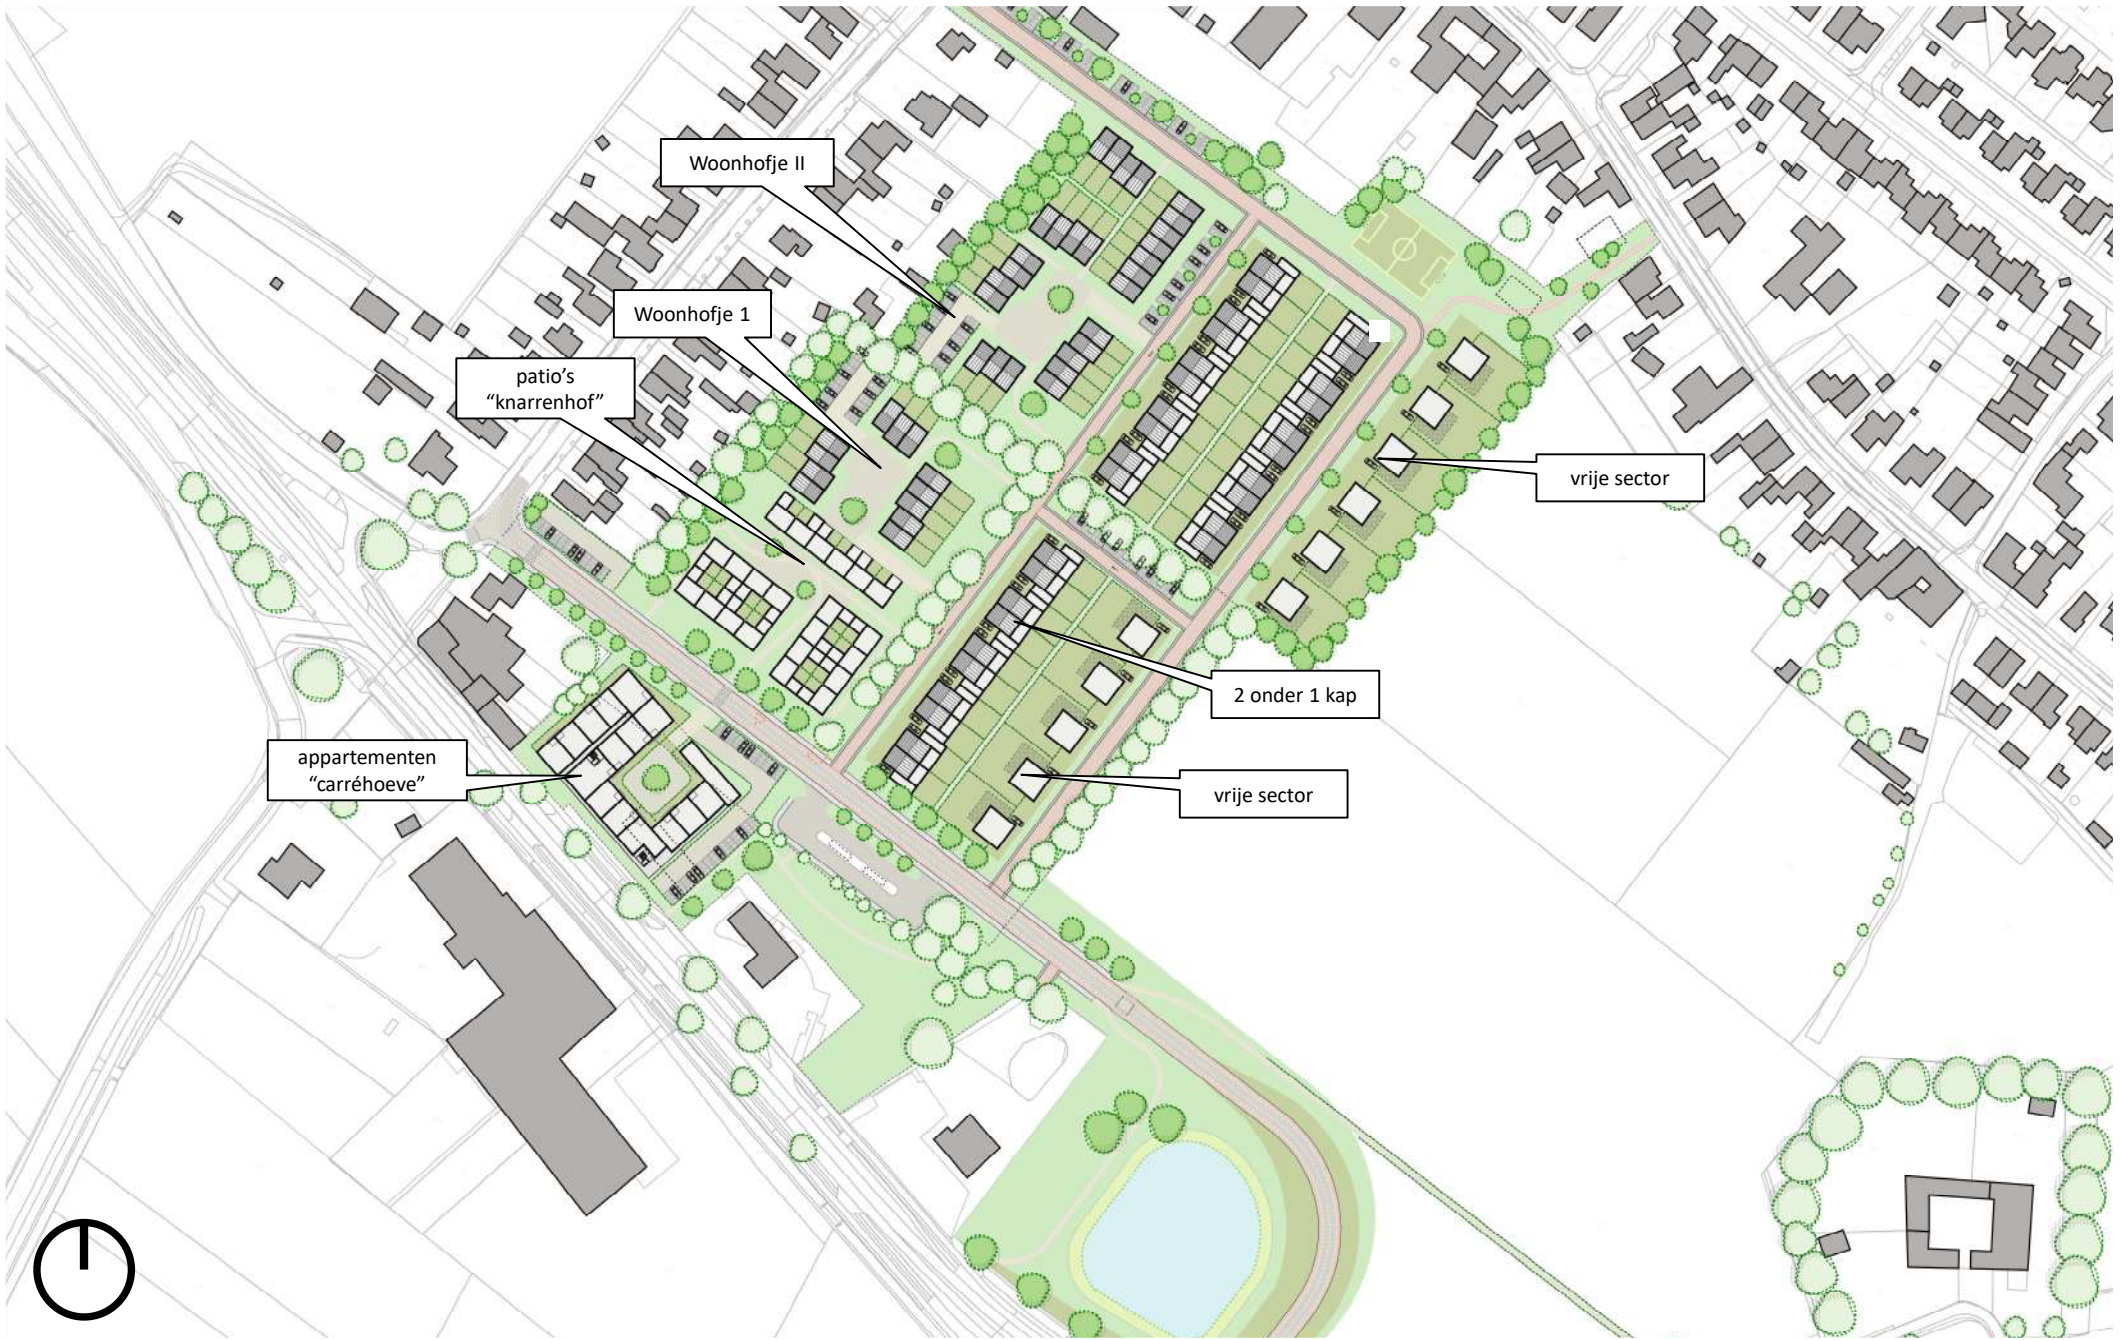 Woonhofje II
Woonhofje 1
patio’s
“knarrenhof”
vrije sector
2 onder 1 kap
appartementen
“carréhoeve”
vrije sector